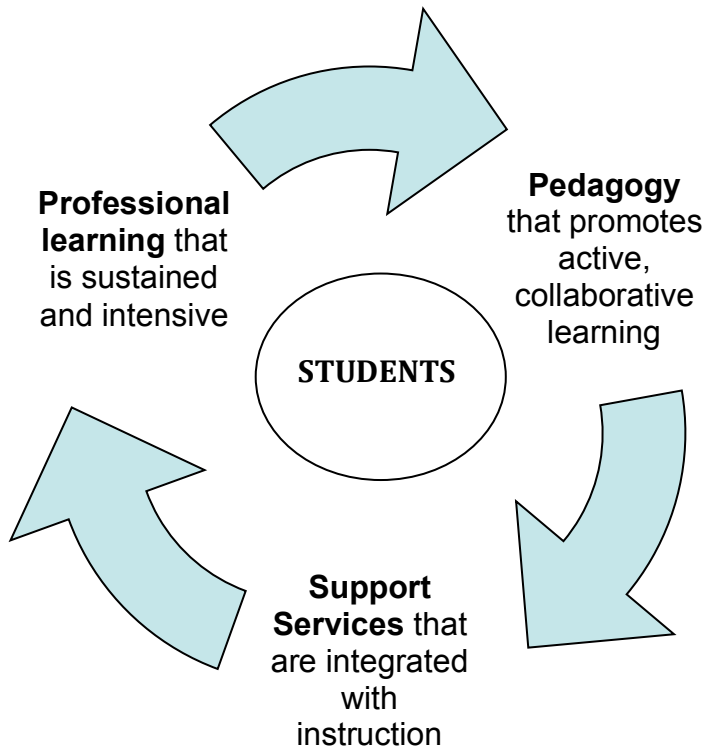 Professional
learning that
is sustained
and intensive
Pedagogy
that promotes
active,
collaborative
learning
STUDENTS
Support
Services that
are integrated
with
instruction